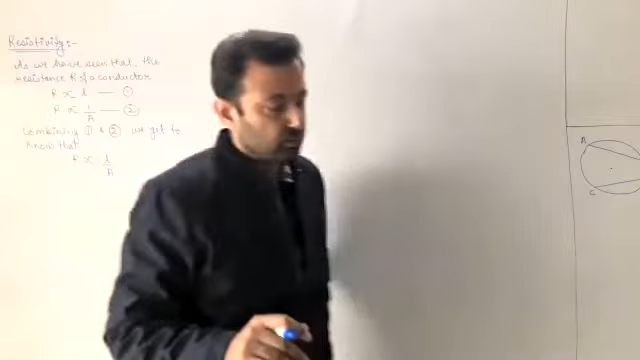 Resistivity:-
As we have seen that, the
resistance R of a conductor
R ∝ l — ①
R ∝ 1/A — ②
Combining ① & ② we get to
know that
R ∝ l/A
A
C